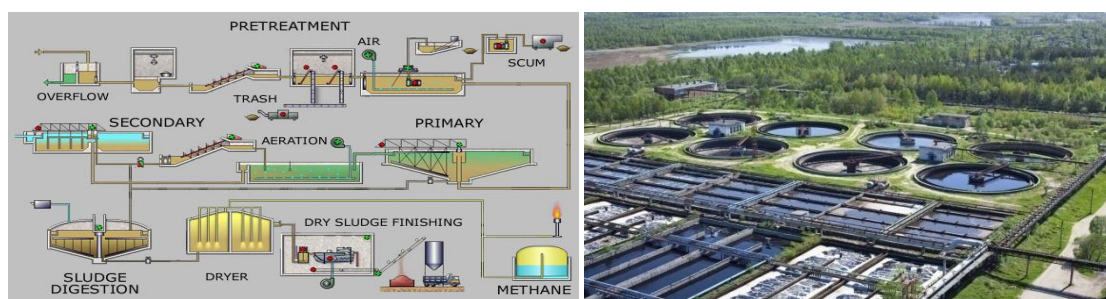 PRETREATMENT
AIR
OVERFLOW
TRASH
SCUM
SECONDARY
AERATION
PRIMARY
SLUDGE
DIGESTION
DRYER
DRY SLUDGE FINISHING
METHANE